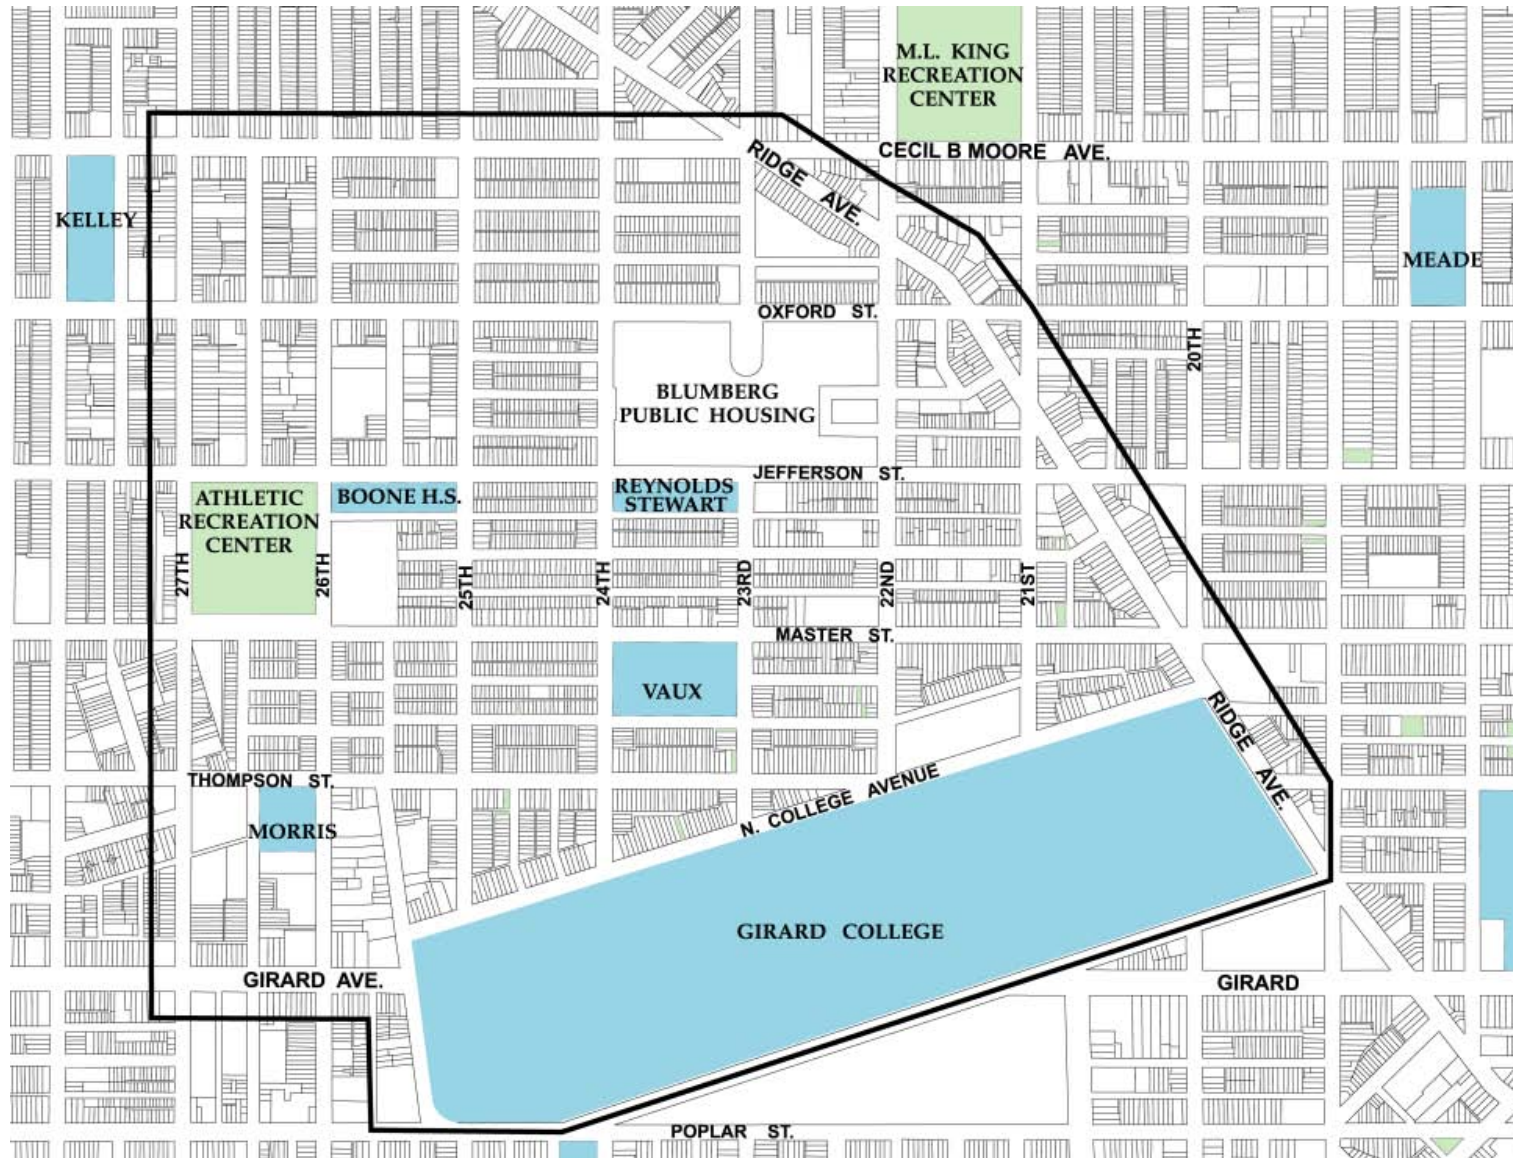 M.L. KING
RECREATION
CENTER
CECIL B MOORE AVE.
RIDGE AVE.
KELLEY
MEADE
OXFORD ST.
20TH
BLUMBERG
PUBLIC HOUSING
JEFFERSON ST.
ATHLETIC
RECREATION
CENTER
BOONE H.S.
REYNOLDS
STEWART
27TH
26TH
25TH
24TH
23RD
22ND
21ST
MASTER ST.
VAUX
RIDGE AVE.
THOMPSON ST.
N. COLLEGE AVENUE
MORRIS
GIRARD COLLEGE
GIRARD AVE.
GIRARD
POPLAR ST.